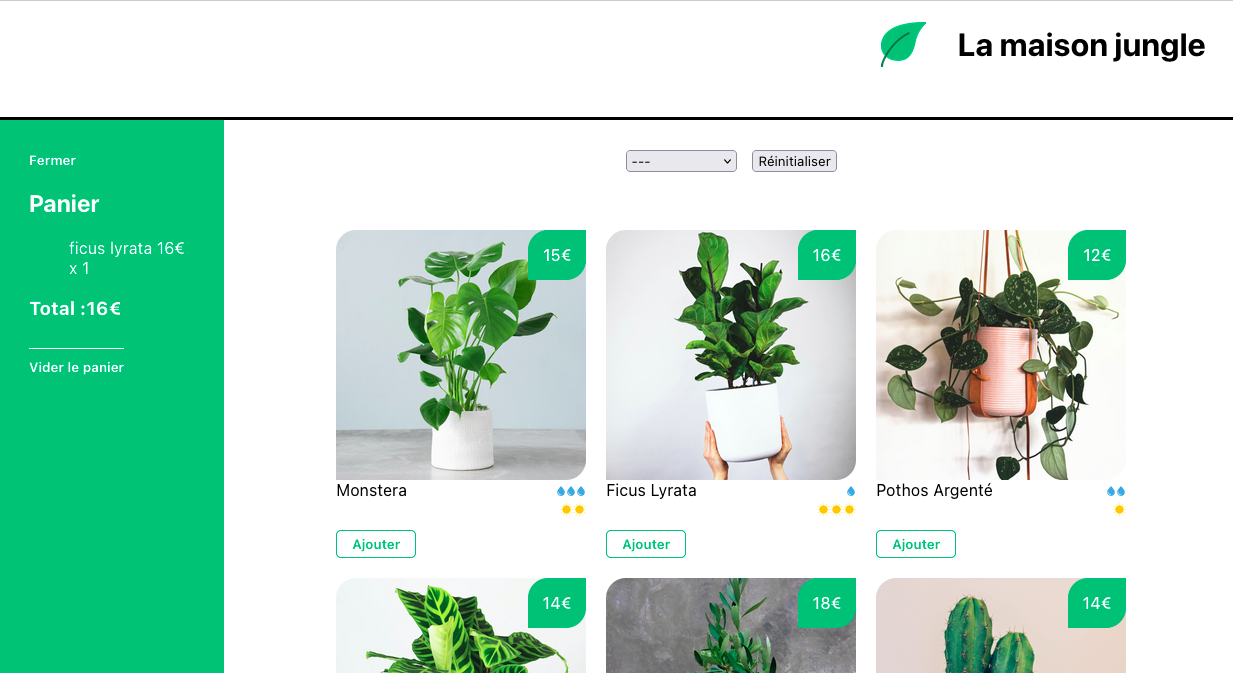 La maison jungle
Fermer
Panier
ficus lyrata 16€
x 1
Total :16€
Vider le panier
---
Réinitialiser
15€
16€
12€
Monstera
Ficus Lyrata
Pothos Argenté
Ajouter
Ajouter
Ajouter
14€
18€
14€